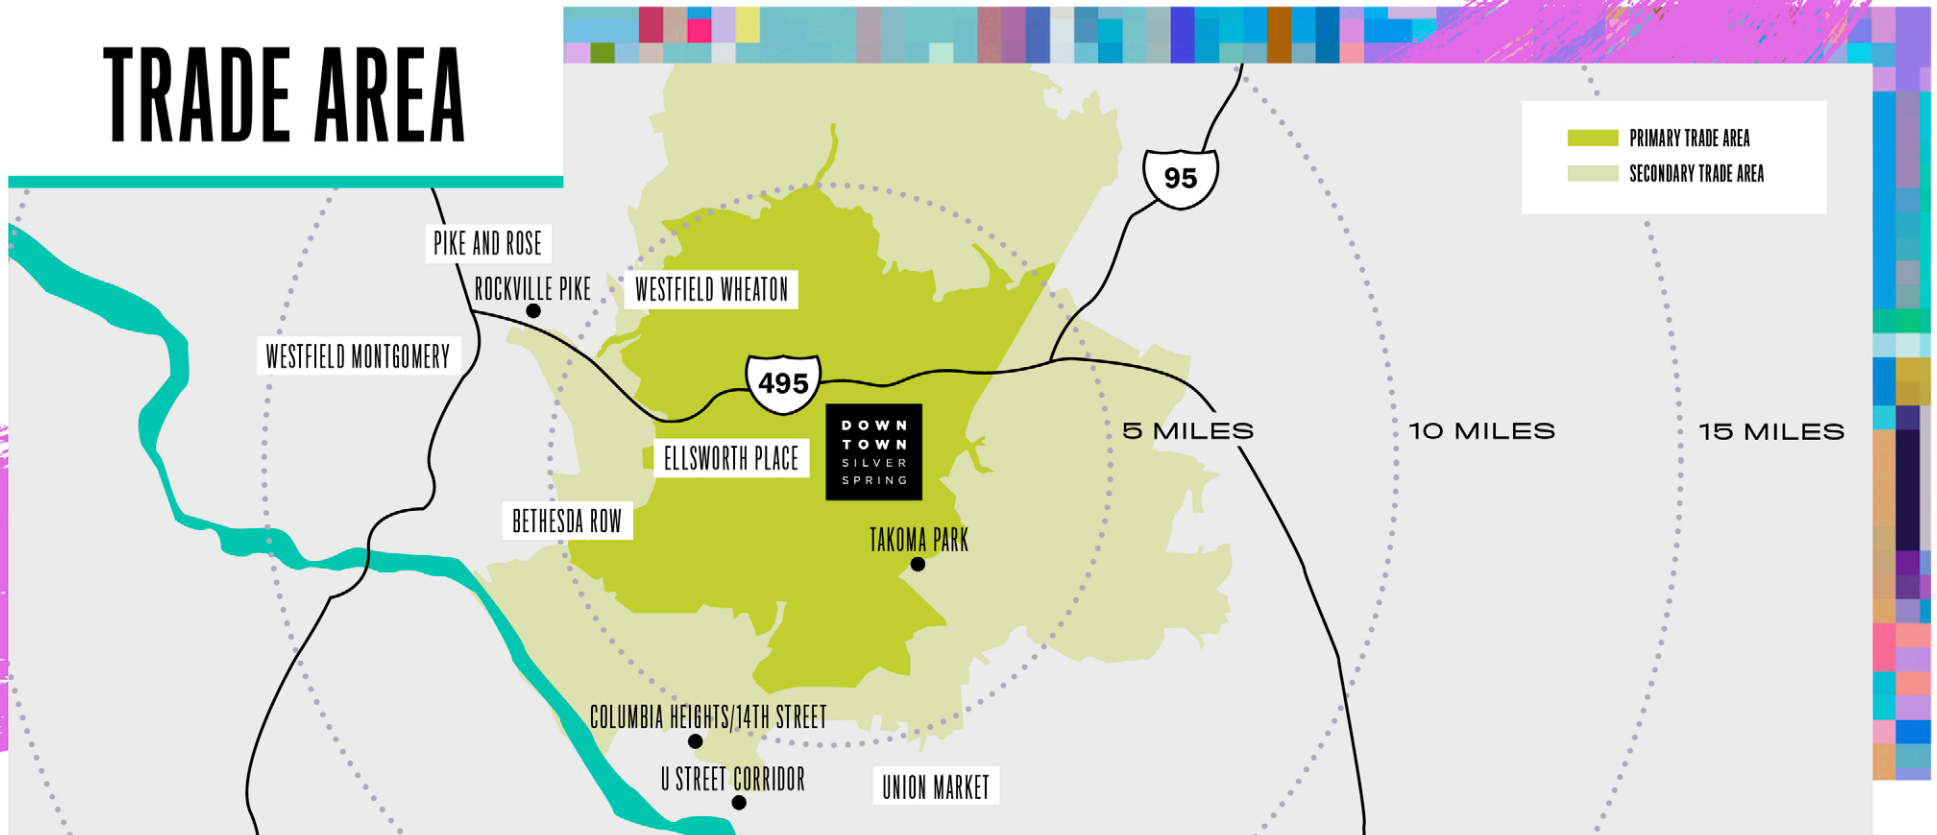 TRADE AREA
95
PRIMARY TRADE AREA
SECONDARY TRADE AREA
PIKE AND ROSE
ROCKVILLE PIKE
WESTFIELD WHEATON
WESTFIELD MONTGOMERY
495
DOWN
TOWN
SILVER
SPRING
5 MILES
10 MILES
15 MILES
ELLSWORTH PLACE
BETHESDA ROW
TAKOMA PARK
COLUMBIA HEIGHTS/14TH STREET
U STREET CORRIDOR
UNION MARKET